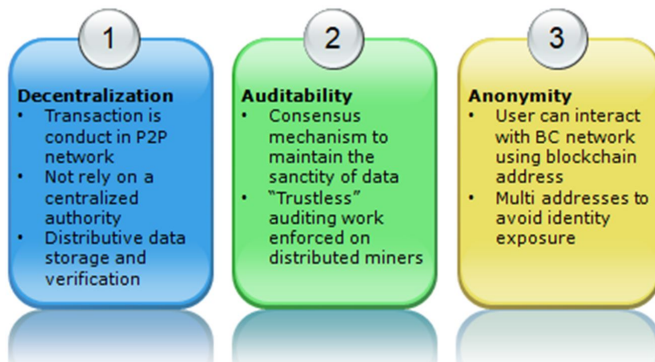 1
Decentralization
• Transaction is
conduct in P2P
network
• Not rely on a
centralized
authority
• Distributive data
storage and
verification
2
Auditability
• Consensus
mechanism to
maintain the
sanctity of data
• “Trustless”
auditing work
enforced on
distributed miners
3
Anonymity
• User can interact
with BC network
using blockchain
address
• Multi addresses to
avoid identity
exposure